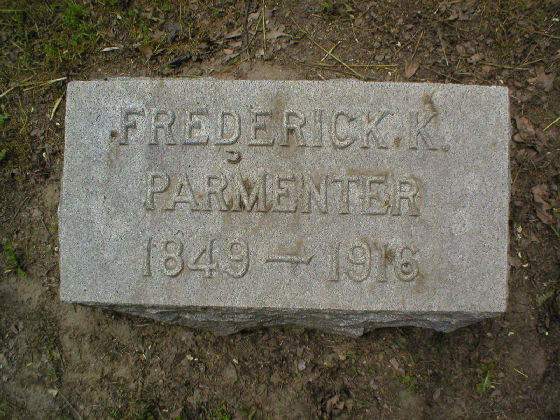 FREDERICK K.
PARMENTER
1849 — 1916